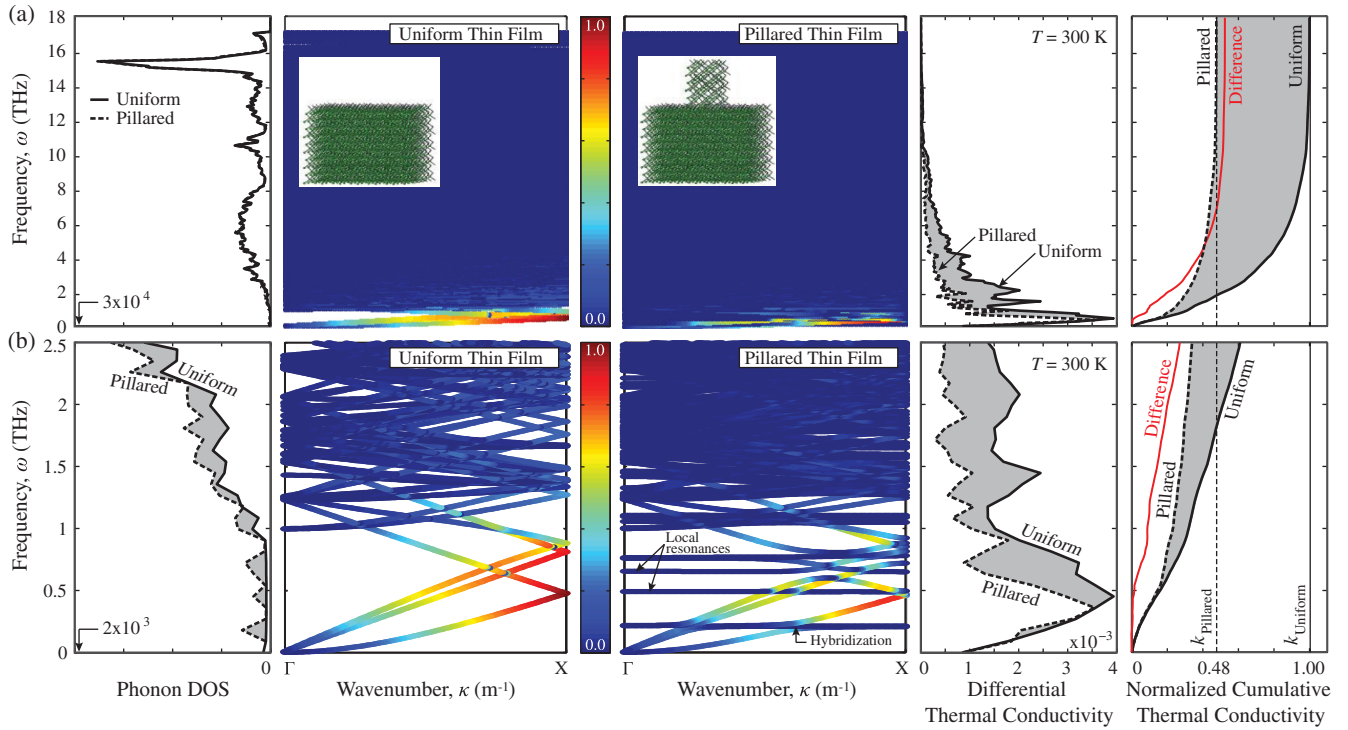 (a)
Frequency, ω (THz)
18
16
14
12
10
8
6
4
2
0
Uniform
Pillared
3x10⁴
Uniform Thin Film
1.0
0.0
Pillared Thin Film
T = 300 K
Pillared
Uniform
Pillared
Difference
Uniform
(b)
Frequency, ω (THz)
2.5
2
1.5
1
0.5
0
Uniform
Pillared
2x10³
0
Phonon DOS
Uniform Thin Film
Γ
X
Wavenumber, κ (m⁻¹)
1.0
0.0
Pillared Thin Film
Local
resonances
Hybridization
Γ
X
Wavenumber, κ (m⁻¹)
T = 300 K
Uniform
Pillared
x10⁻³
0 1 2 3 4
Differential
Thermal Conductivity
Difference
Pillared
Uniform
k Pillared
k Uniform
0 0.48 1.00
Normalized Cumulative
Thermal Conductivity